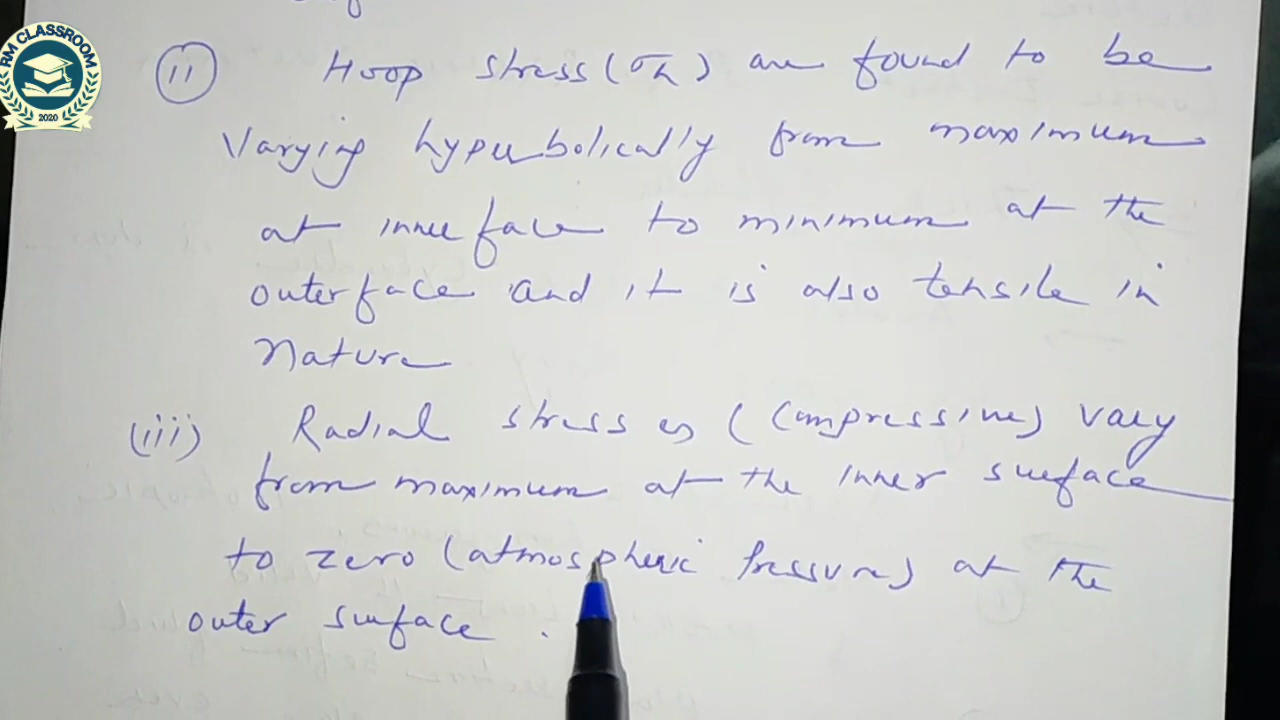 RM CLASSROOM
2020
(ii) Hoop stress (σh) are found to be
varying hyperbolically from maximum
at inner face to minimum at the
outer face and it is also tensile in
Nature
(iii) Radial stresses (compressive) vary
from maximum at the inner surface
to zero (atmospheric pressure) at the
outer surface.